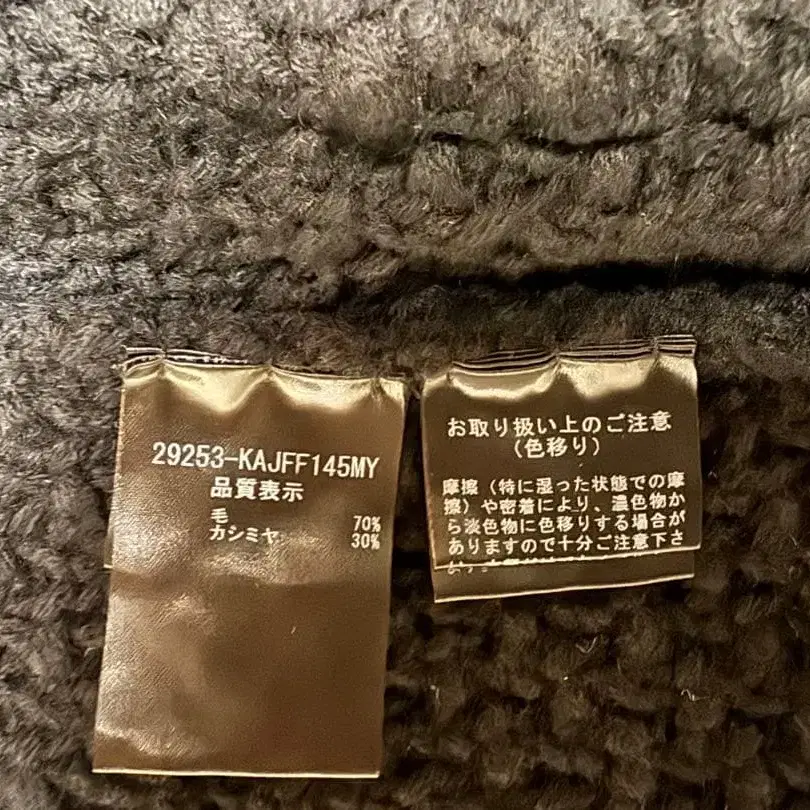 29253-KAJFF145MY
品質表示
毛 70%
カシミヤ 30%
お取り扱い上のご注意
(色移り)
摩擦(特に湿った状態での摩
擦)や密着により、濃色物か
ら淡色物に色移りする場合が
ありますので十分ご注意下さ